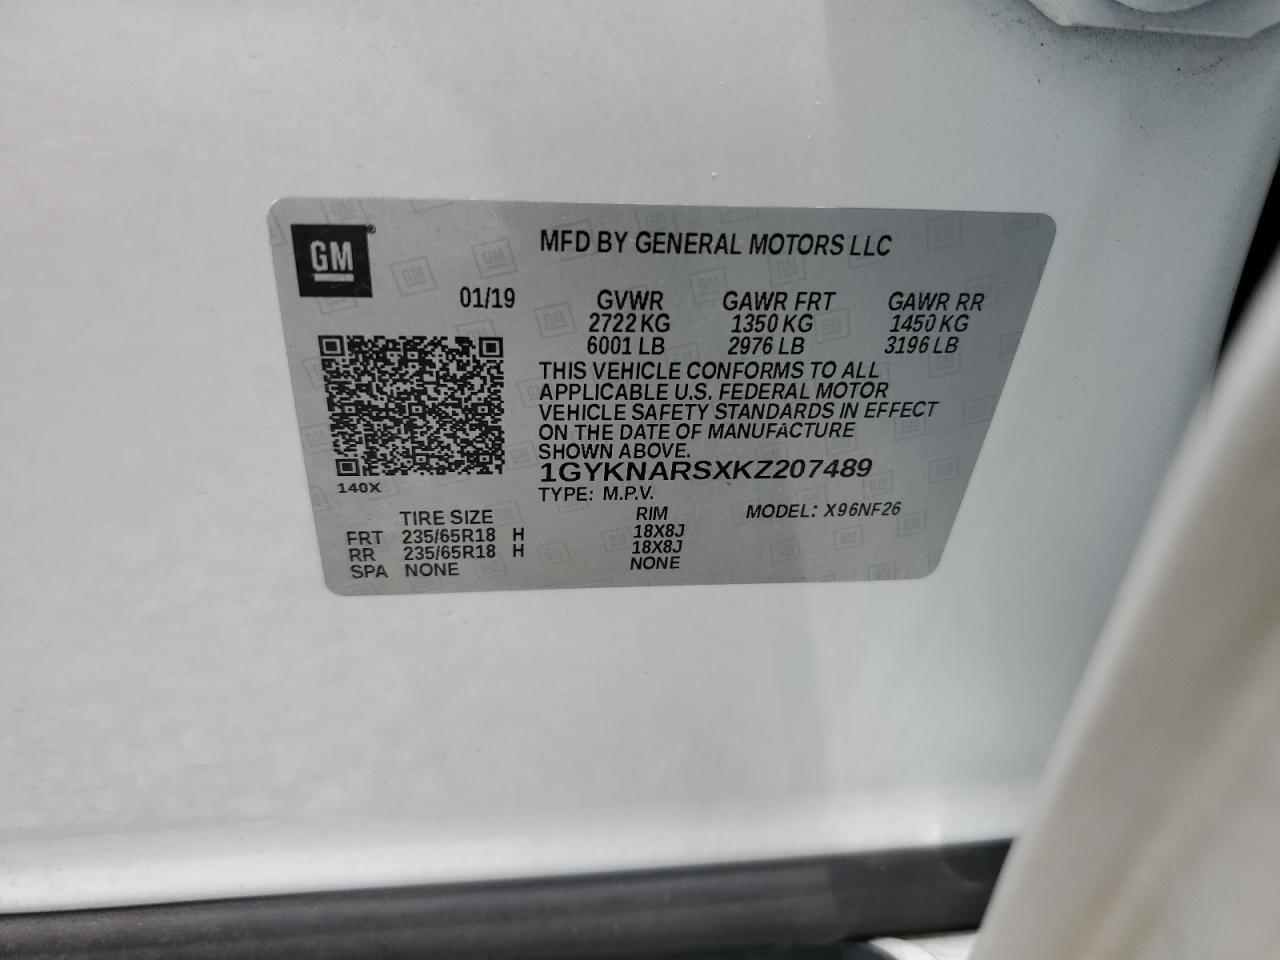 GM
MFD BY GENERAL MOTORS LLC
01/19 GVWR GAWR FRT GAWR RR
2722 KG 1350 KG 1450 KG
6001 LB 2976 LB 3196 LB
THIS VEHICLE CONFORMS TO ALL
APPLICABLE U.S. FEDERAL MOTOR
VEHICLE SAFETY STANDARDS IN EFFECT
ON THE DATE OF MANUFACTURE
SHOWN ABOVE.
1GYKNARSXKZ207489
140X
TYPE: M.P.V.
TIRE SIZE RIM MODEL: X96NF26
FRT 235/65R18 H 18X8J
RR 235/65R18 H 18X8J
SPA NONE NONE